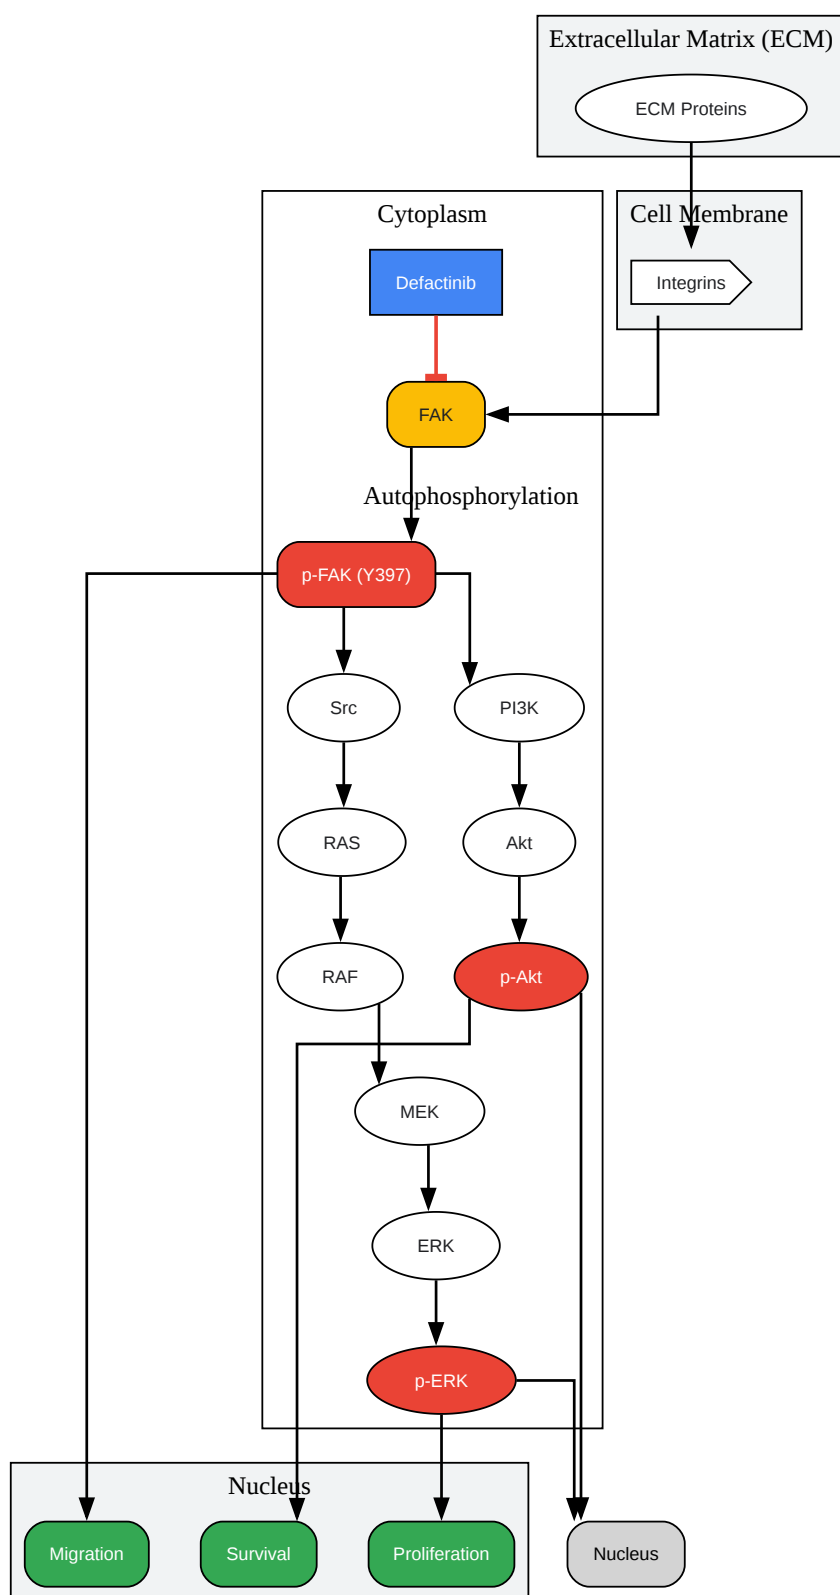 Extracellular Matrix (ECM)
ECM Proteins
Cytoplasm
Cell Membrane
Defactinib
Integrins
FAK
Autophosphorylation
p-FAK (Y397)
Src
PI3K
RAS
Akt
RAF
p-Akt
MEK
ERK
p-ERK
Nucleus
Migration
Survival
Proliferation
Nucleus